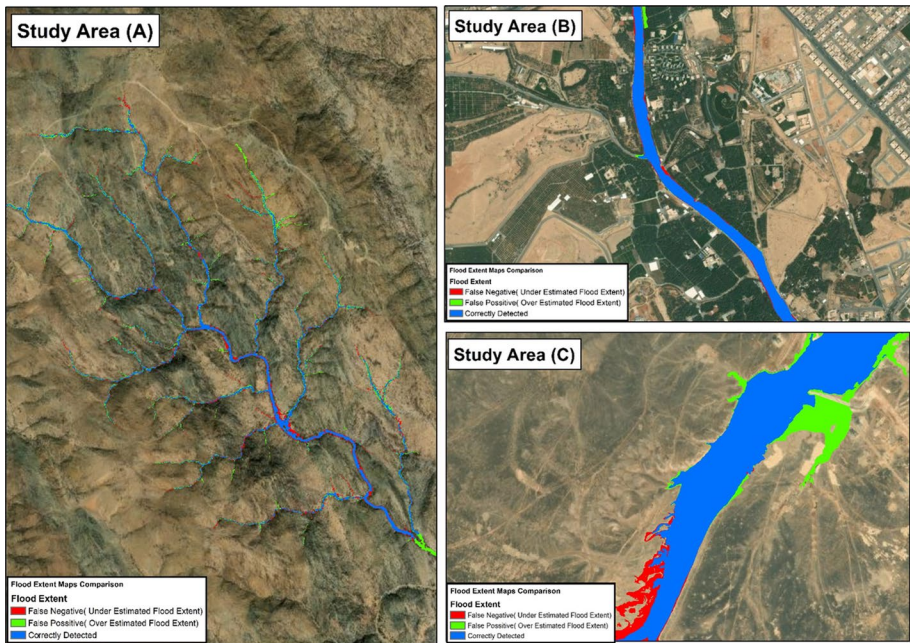 Study Area (A)
Flood Extent Maps Comparison
Flood Extent
False Negative( Under Estimated Flood Extent)
False Possitive( Over Estimated Flood Extent)
Correctly Detected
Study Area (B)
Flood Extent Maps Comparison
Flood Extent
False Negative( Under Estimated Flood Extent)
False Possitive( Over Estimated Flood Extent)
Correctly Detected
Study Area (C)
Flood Extent Maps Comparison
Flood Extent
False Negative( Under Estimated Flood Extent)
False Possitive( Over Estimated Flood Extent)
Correctly Detected